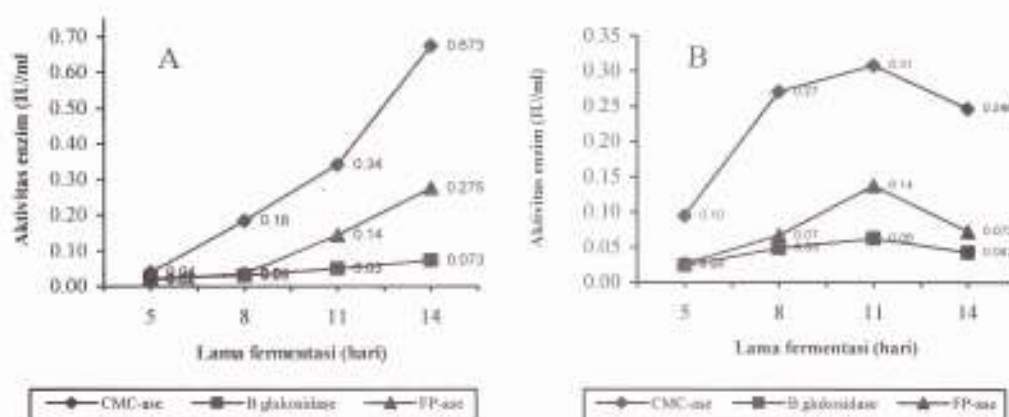 A
Aktivitas enzim (IU/ml)
0.70
0.60
0.50
0.40
0.30
0.20
0.10
0.00
0.673
0.34
0.275
0.18
0.14
0.073
5 8 11 14
Lama fermentasi (hari)
CMC-ase B glukosidase FP-ase
B
Aktivitas enzim (IU/ml)
0.35
0.30
0.25
0.20
0.15
0.10
0.05
0.00
0.10
0.14
0.07
5 8 11 14
Lama fermentasi (hari)
CMC-ase B glukosidase FP-ase